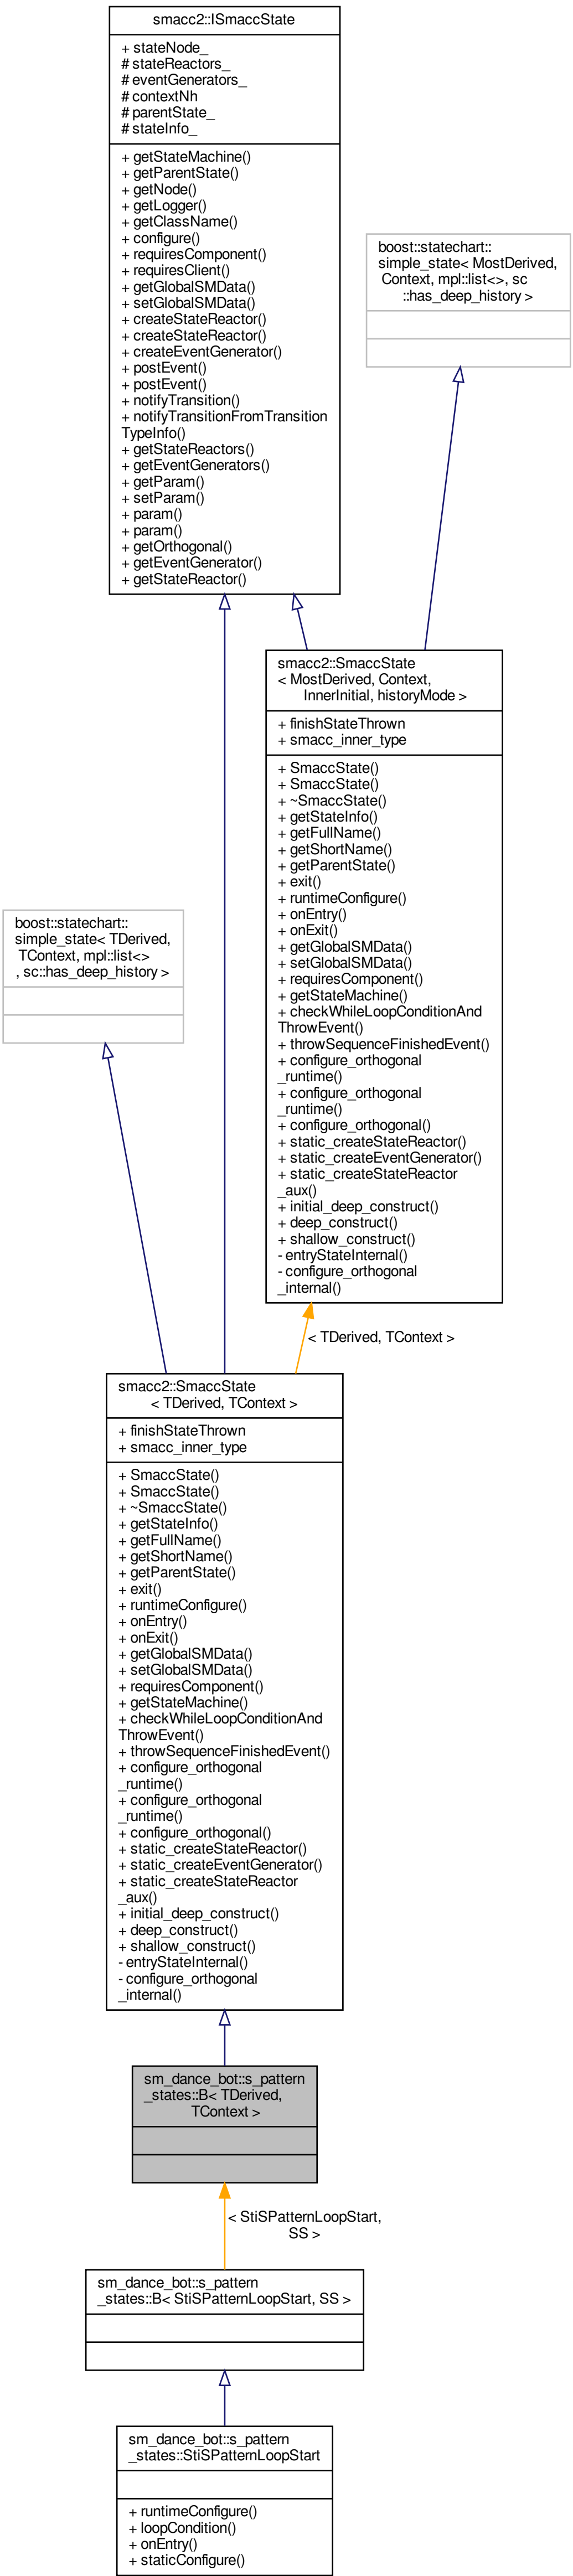 smacc2::ISmaccState
+ stateNode_
# stateReactors_
# eventGenerators_
# contextNh
# parentState_
# stateInfo_
+ getStateMachine()
+ getParentState()
+ getNode()
+ getLogger()
+ getClassName()
+ configure()
+ requiresComponent()
+ requiresClient()
+ getGlobalSMData()
+ setGlobalSMData()
+ createStateReactor()
+ createStateReactor()
+ createEventGenerator()
+ postEvent()
+ postEvent()
+ notifyTransition()
+ notifyTransitionFromTransition
TypeInfo()
+ getStateReactors()
+ getEventGenerators()
+ getParam()
+ setParam()
+ param()
+ param()
+ getOrthogonal()
+ getEventGenerator()
+ getStateReactor()
boost::statechart::
simple_state< MostDerived,
Context, mpl::list<>, sc
::has_deep_history >
smacc2::SmaccState
< MostDerived, Context,
InnerInitial, historyMode >
+ finishStateThrown
+ smacc_inner_type
+ SmaccState()
+ SmaccState()
+ ~SmaccState()
+ getStateInfo()
+ getFullName()
+ getShortName()
+ getParentState()
+ exit()
+ runtimeConfigure()
+ onEntry()
+ onExit()
+ getGlobalSMData()
+ setGlobalSMData()
+ requiresComponent()
+ getStateMachine()
+ checkWhileLoopConditionAnd
ThrowEvent()
+ throwSequenceFinishedEvent()
+ configure_orthogonal
_runtime()
+ configure_orthogonal
_runtime()
+ configure_orthogonal()
+ static_createStateReactor()
+ static_createEventGenerator()
+ static_createStateReactor
_aux()
+ initial_deep_construct()
+ deep_construct()
+ shallow_construct()
- entryStateInternal()
- configure_orthogonal
_internal()
boost::statechart::
simple_state< TDerived,
TContext, mpl::list<>
, sc::has_deep_history >
< TDerived, TContext >
smacc2::SmaccState
< TDerived, TContext >
+ finishStateThrown
+ smacc_inner_type
+ SmaccState()
+ SmaccState()
+ ~SmaccState()
+ getStateInfo()
+ getFullName()
+ getShortName()
+ getParentState()
+ exit()
+ runtimeConfigure()
+ onEntry()
+ onExit()
+ getGlobalSMData()
+ setGlobalSMData()
+ requiresComponent()
+ getStateMachine()
+ checkWhileLoopConditionAnd
ThrowEvent()
+ throwSequenceFinishedEvent()
+ configure_orthogonal
_runtime()
+ configure_orthogonal
_runtime()
+ configure_orthogonal()
+ static_createStateReactor()
+ static_createEventGenerator()
+ static_createStateReactor
_aux()
+ initial_deep_construct()
+ deep_construct()
+ shallow_construct()
- entryStateInternal()
- configure_orthogonal
_internal()
sm_dance_bot::s_pattern
_states::B< TDerived,
TContext >
< StiSPatternLoopStart,
SS >
sm_dance_bot::s_pattern
_states::B< StiSPatternLoopStart, SS >
sm_dance_bot::s_pattern
_states::StiSPatternLoopStart
+ runtimeConfigure()
+ loopCondition()
+ onEntry()
+ staticConfigure()